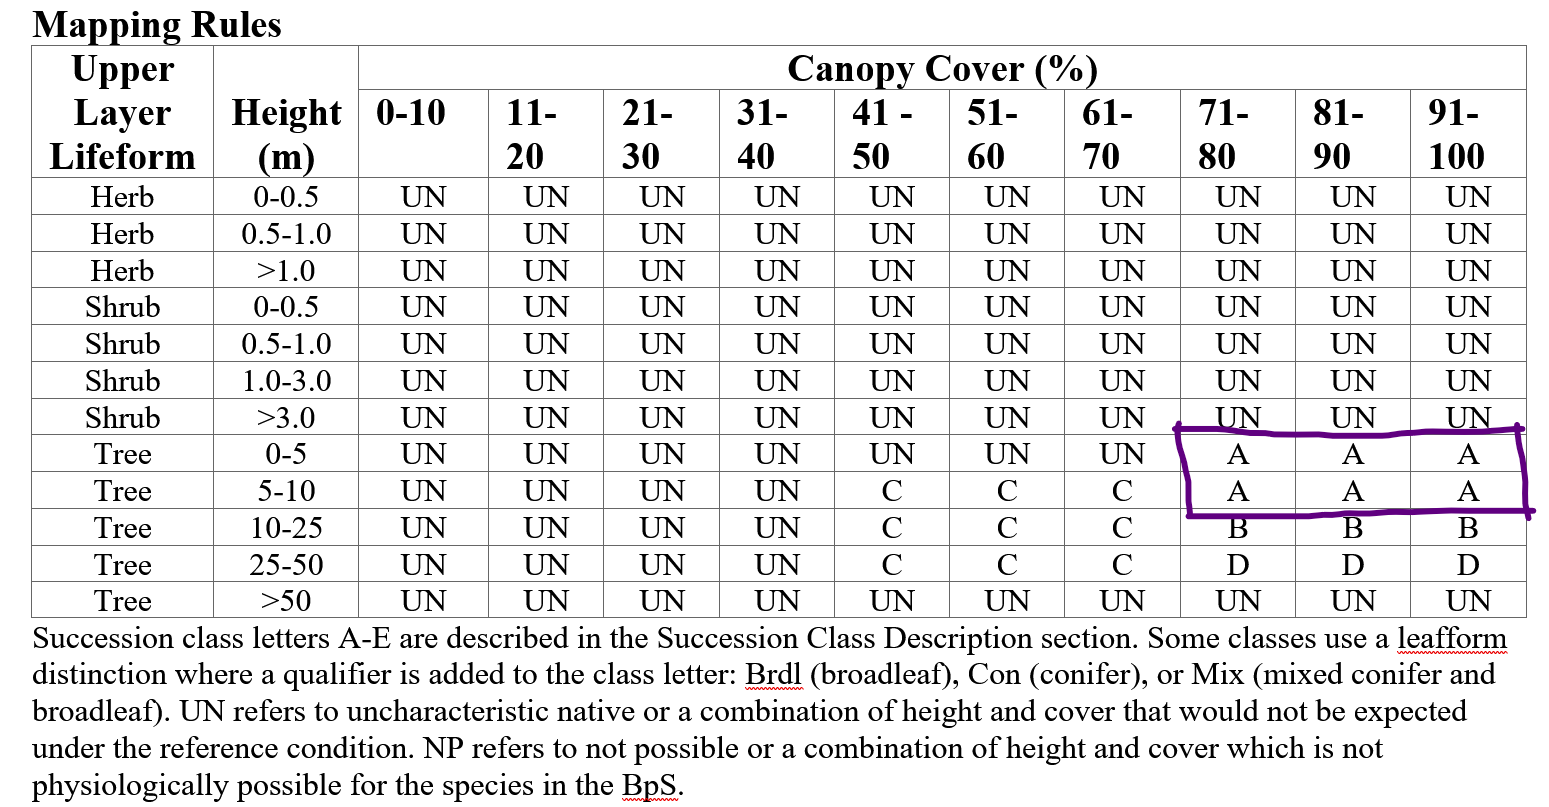 Mapping Rules
Upper Layer Lifeform Height (m) Canopy Cover (%)
0-10 11-20 21-30 31-40 41 - 50 51-60 61-70 71-80 81-90 91-100
Herb 0-0.5 UN UN UN UN UN UN UN UN UN UN
Herb 0.5-1.0 UN UN UN UN UN UN UN UN UN UN
Herb >1.0 UN UN UN UN UN UN UN UN UN UN
Shrub 0-0.5 UN UN UN UN UN UN UN UN UN UN
Shrub 0.5-1.0 UN UN UN UN UN UN UN UN UN UN
Shrub 1.0-3.0 UN UN UN UN UN UN UN UN UN UN
Shrub >3.0 UN UN UN UN UN UN UN UN UN UN
Tree 0-5 UN UN UN UN UN UN UN A A A
Tree 5-10 UN UN UN UN C C C A A A
Tree 10-25 UN UN UN UN C C C B B B
Tree 25-50 UN UN UN UN C C C D D D
Tree >50 UN UN UN UN UN UN UN UN UN UN
Succession class letters A-E are described in the Succession Class Description section. Some classes use a leafform
distinction where a qualifier is added to the class letter: Brdl (broadleaf), Con (conifer), or Mix (mixed conifer and
broadleaf). UN refers to uncharacteristic native or a combination of height and cover that would not be expected
under the reference condition. NP refers to not possible or a combination of height and cover which is not
physiologically possible for the species in the BpS.